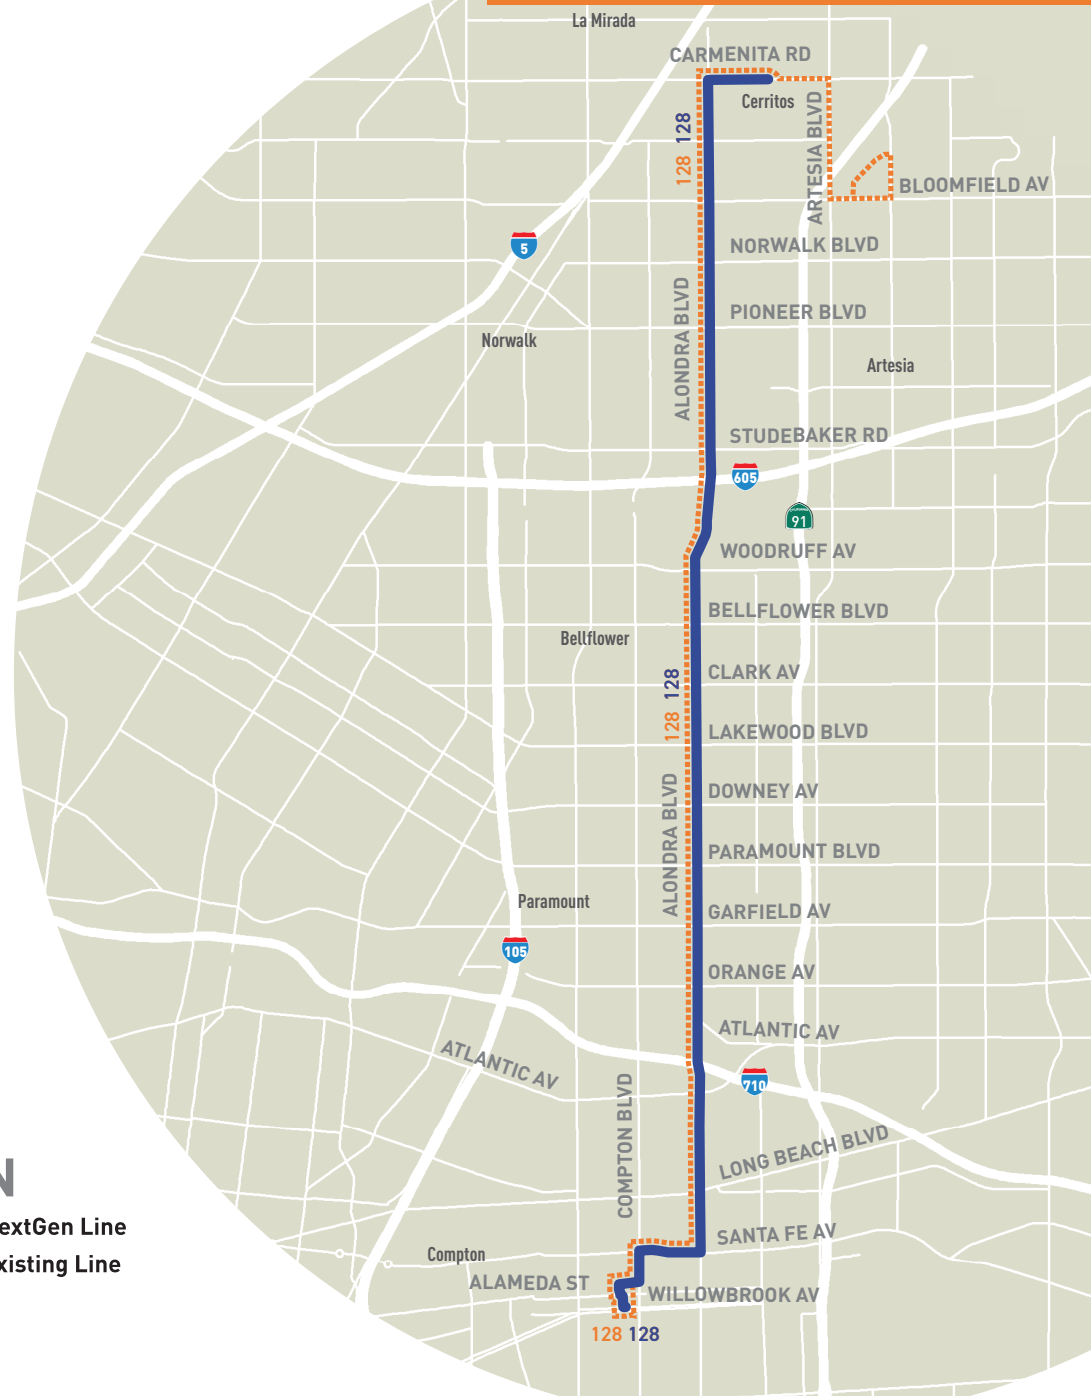 La Mirada
CARMENITA RD
Cerritos
128 128
ARTESIA BLVD
BLOOMFIELD AV
5
NORWALK BLVD
ALONDRA BLVD
PIONEER BLVD
Norwalk
Artesia
STUDEBAKER RD
605
91
WOODRUFF AV
BELLFLOWER BLVD
Bellflower
CLARK AV
128 128
LAKEWOOD BLVD
DOWNEY AV
ALONDRA BLVD
PARAMOUNT BLVD
Paramount
GARFIELD AV
105
ORANGE AV
ATLANTIC AV
ATLANTIC AV
710
COMPTON BLVD
LONG BEACH BLVD
N
extGen Line
xisting Line
SANTA FE AV
Compton
ALAMEDA ST
WILLOWBROOK AV
128 128